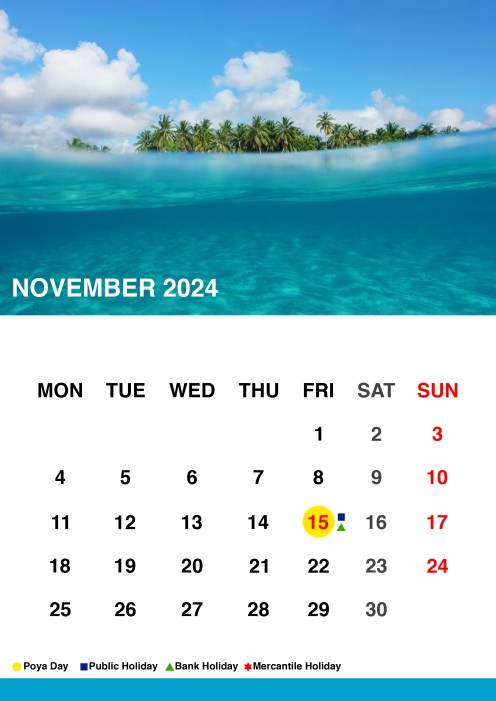 NOVEMBER 2024
MON TUE WED THU FRI SAT SUN
1 2 3
4 5 6 7 8 9 10
11 12 13 14 15 16 17
18 19 20 21 22 23 24
25 26 27 28 29 30
Poya Day Public Holiday Bank Holiday Mercantile Holiday